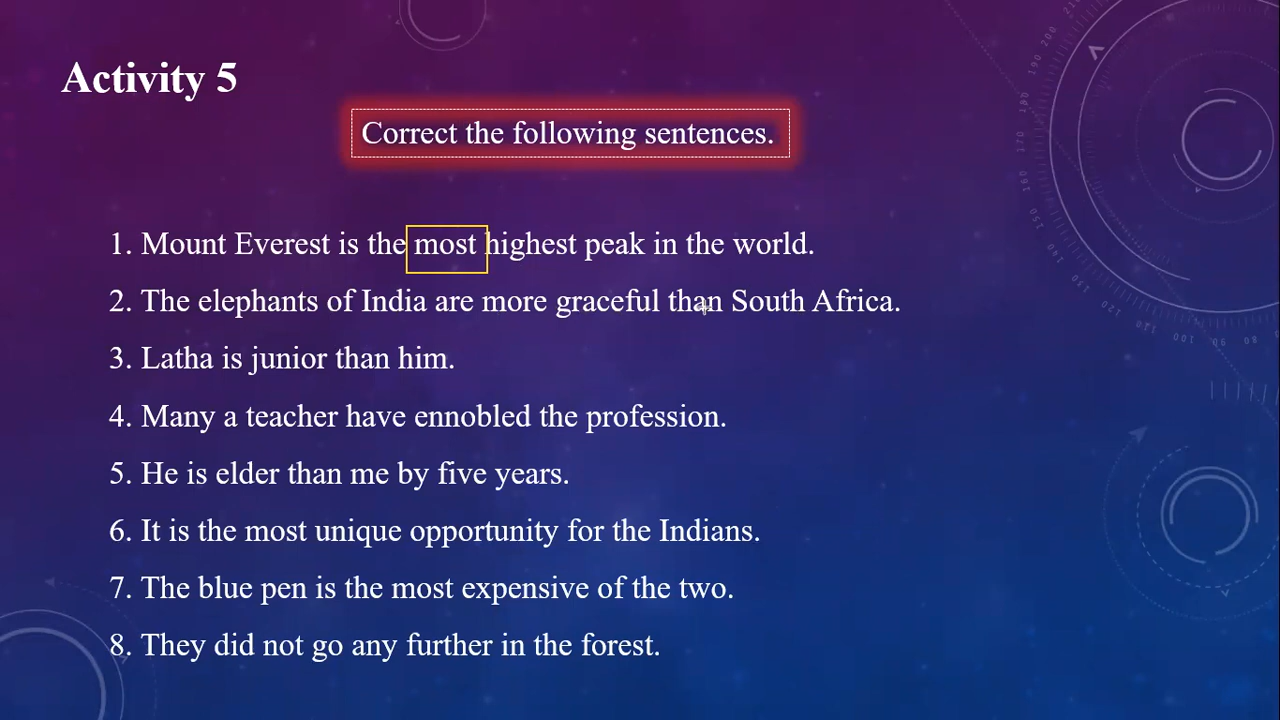 Activity 5
Correct the following sentences.
1. Mount Everest is the most highest peak in the world.
2. The elephants of India are more graceful than South Africa.
3. Latha is junior than him.
4. Many a teacher have ennobled the profession.
5. He is elder than me by five years.
6. It is the most unique opportunity for the Indians.
7. The blue pen is the most expensive of the two.
8. They did not go any further in the forest.